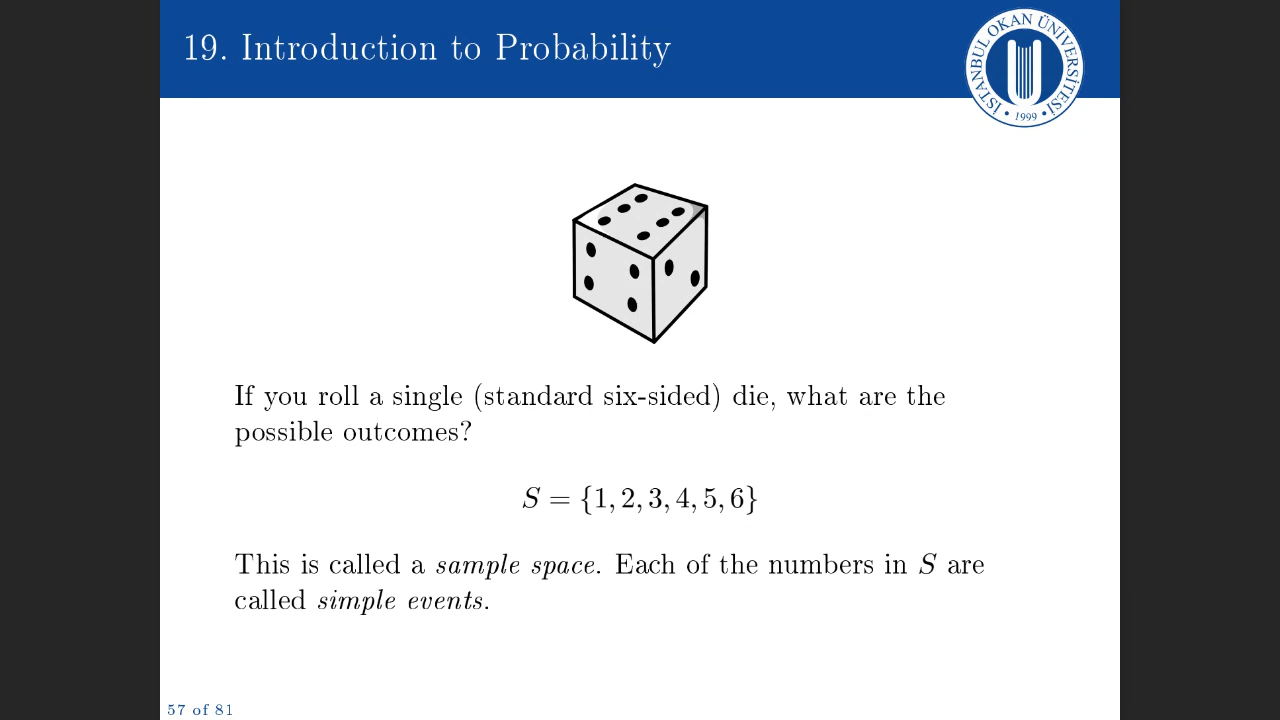 19. Introduction to Probability
İSTANBUL OKAN ÜNİVERSİTESİ
• 1999 •
If you roll a single (standard six-sided) die, what are the
possible outcomes?
S = {1, 2, 3, 4, 5, 6}
This is called a sample space. Each of the numbers in S are
called simple events.
57 of 81